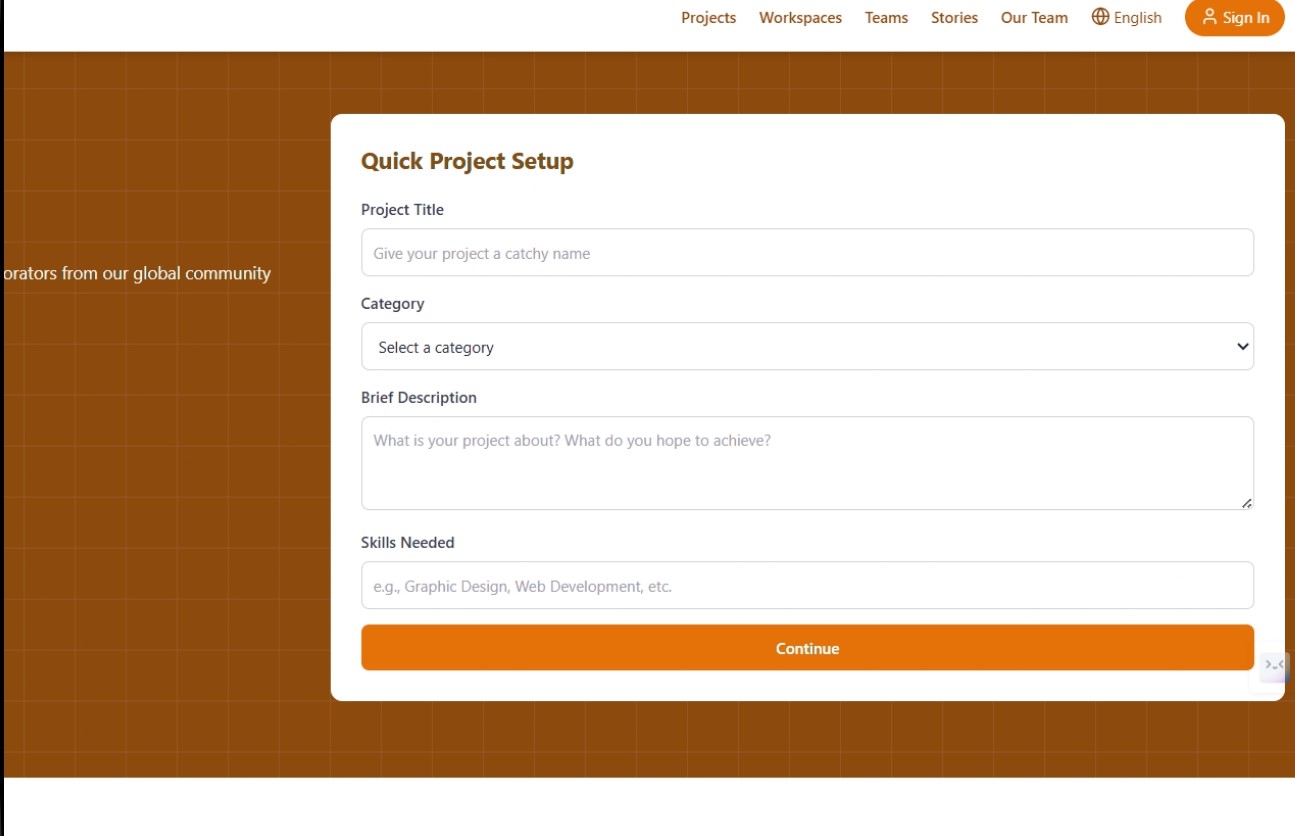 Projects Workspaces Teams Stories Our Team English Sign In
orators from our global community
Quick Project Setup
Project Title
Give your project a catchy name
Category
Select a category
Brief Description
What is your project about? What do you hope to achieve?
Skills Needed
e.g., Graphic Design, Web Development, etc.
Continue